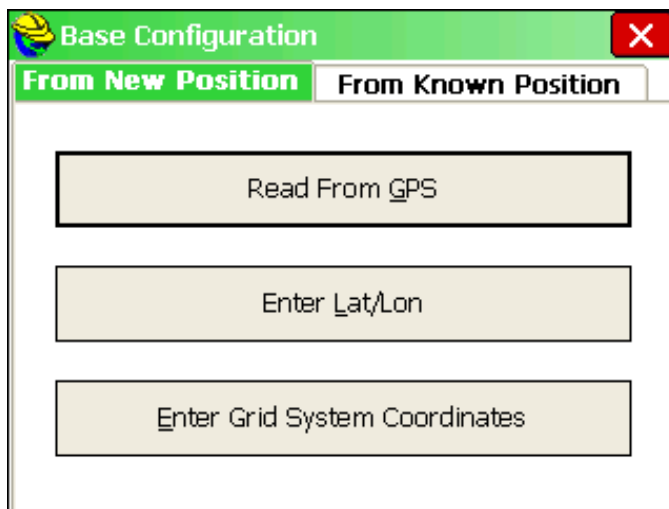 Base Configuration
From New Position From Known Position
Read From GPS
Enter Lat/Lon
Enter Grid System Coordinates